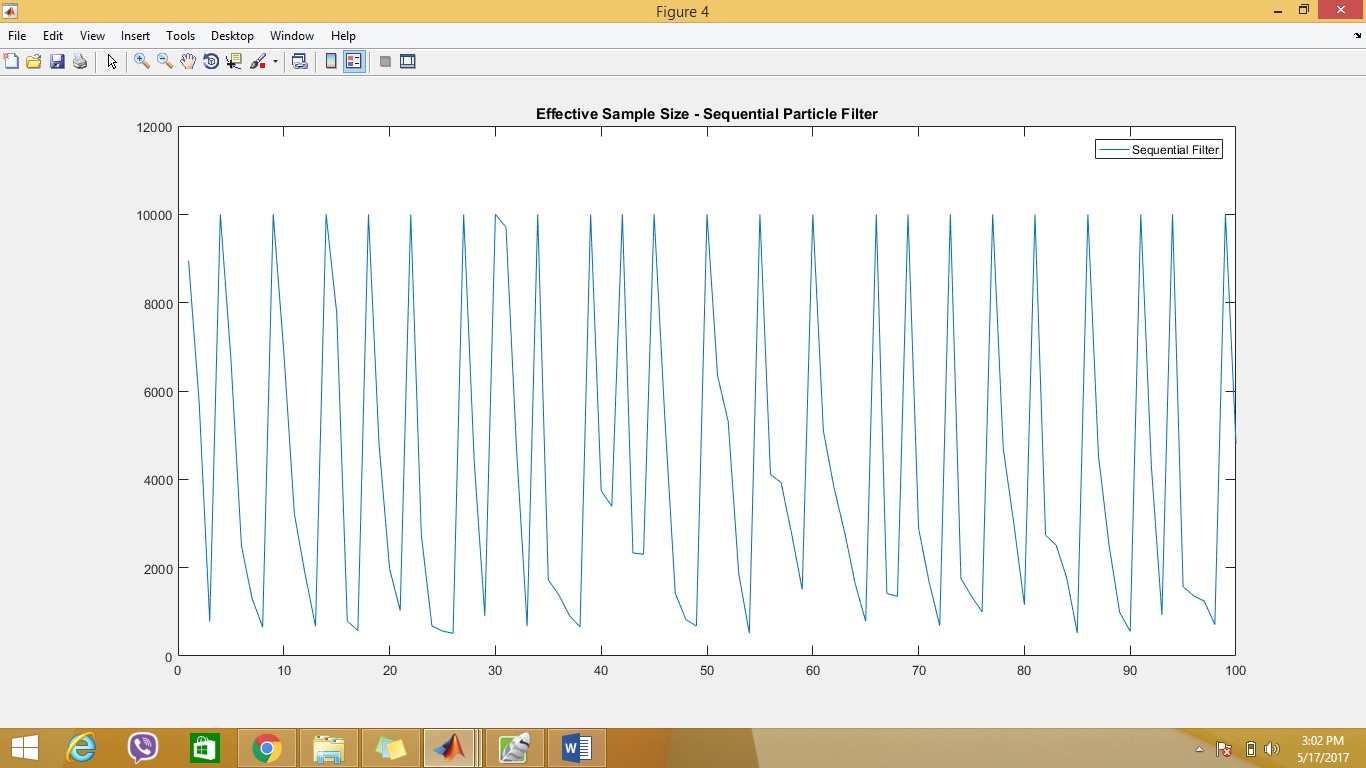 Figure 4
File Edit View Insert Tools Desktop Window Help
Effective Sample Size - Sequential Particle Filter
Sequential Filter
12000
10000
8000
6000
4000
2000
0
0 10 20 30 40 50 60 70 80 90 100
3:02 PM
5/17/2017